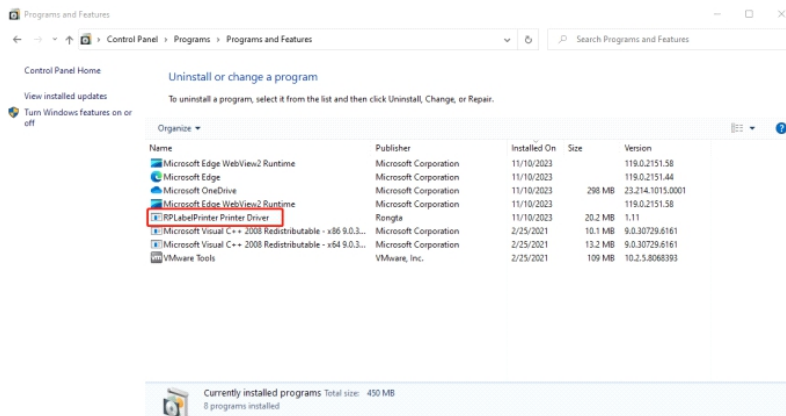 Programs and Features
Control Panel > Programs > Programs and Features
Search Programs and Features
Control Panel Home
View installed updates
Turn Windows features on or off
Uninstall or change a program
To uninstall a program, select it from the list and then click Uninstall, Change, or Repair.
Organize
Name Publisher Installed On Size Version
Microsoft Edge WebView2 Runtime Microsoft Corporation 11/10/2023 119.0.2151.58
Microsoft Edge Microsoft Corporation 11/10/2023 119.0.2151.44
Microsoft OneDrive Microsoft Corporation 11/10/2023 298 MB 23.214.1015.0001
Microsoft Edge WebView2 Runtime Microsoft Corporation 11/10/2023 119.0.2151.58
RPLabelPrinter Printer Driver Rongta 11/10/2023 20.2 MB 1.11
Microsoft Visual C++ 2008 Redistributable - x86 9.0.3... Microsoft Corporation 2/25/2021 10.1 MB 9.0.30729.6161
Microsoft Visual C++ 2008 Redistributable - x64 9.0.3... Microsoft Corporation 2/25/2021 13.2 MB 9.0.30729.6161
VMware Tools VMware, Inc. 2/25/2021 109 MB 10.2.5.8068393
Currently installed programs Total size: 450 MB
8 programs installed